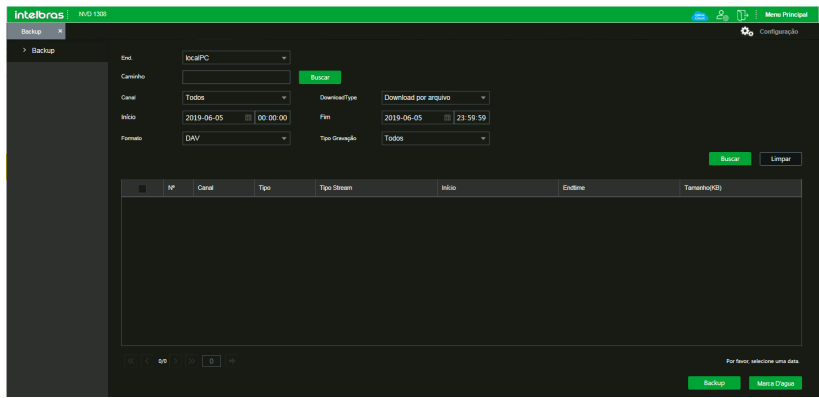 intelbras NVD 1308 Menu Principal
Backup × Configuração
> Backup
End. localPC
Caminho Buscar
Canal Todos DownloadType Download por arquivo
Início 2019-06-05 00:00:00 Fim 2019-06-05 23:59:59
Formato DAV Tipo Gravação Todos
Buscar Limpar
Nº Canal Tipo Tipo Stream Início Endtime Tamanho(KB)
0/0 0
Por favor, selecione uma data.
Backup Marca D'agua